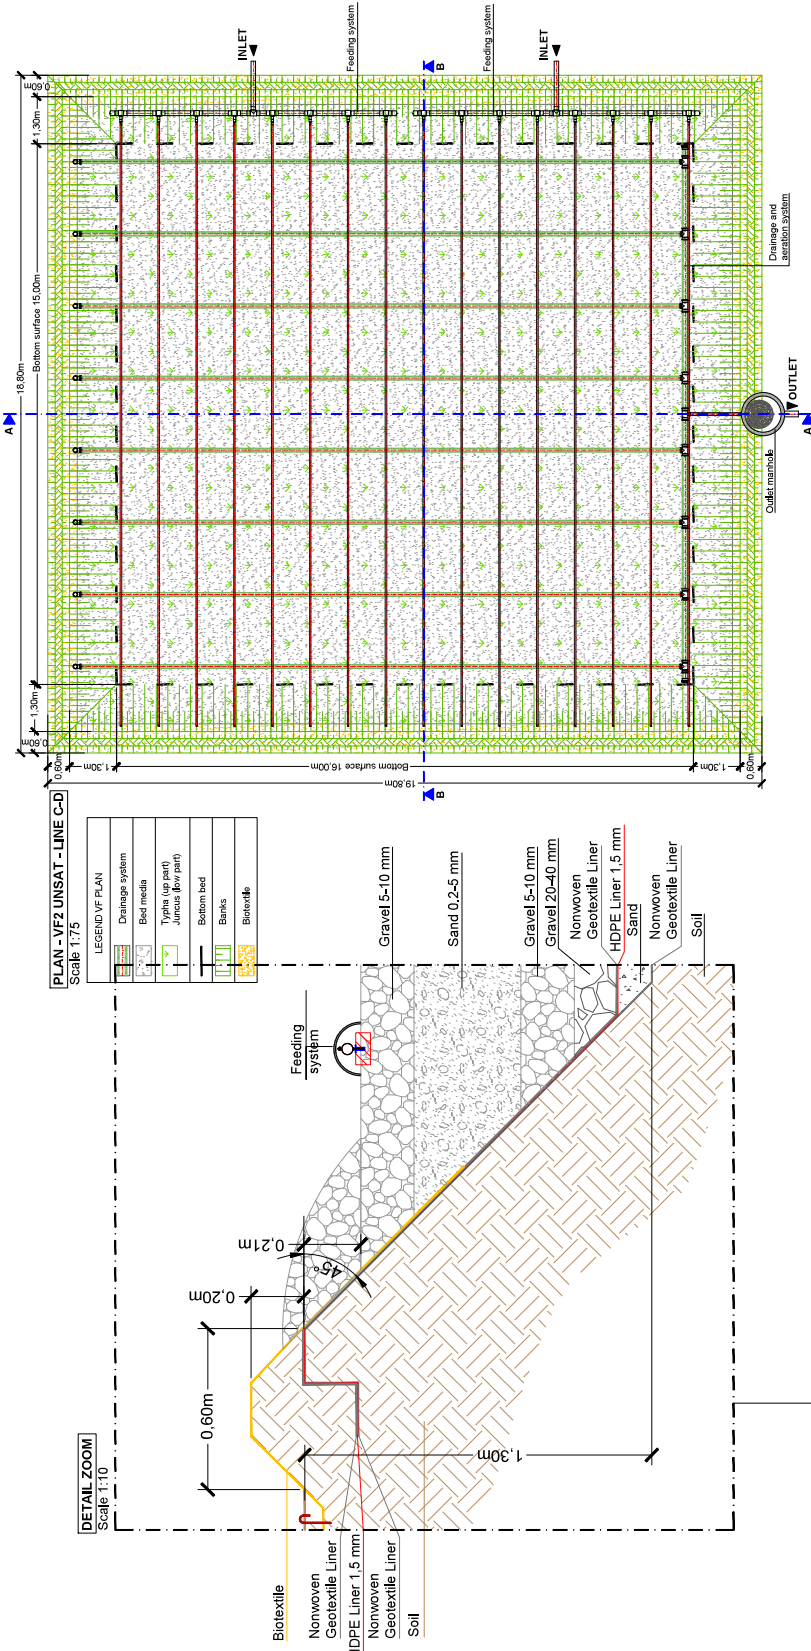 PLAN - VF2 UNSAT - LINE C-D
Scale 1:75
INLET
INLET
Feeding system
Feeding system
B
B
A
A
0,60m
1,30m
Bottom surface 15,00m
18,80m
1,30m
0,60m
0,60m
1,30m
Bottom surface 16,00m
19,80m
1,30m
0,60m
Drainage and
aeration system
OUTLET
Outlet manhole
LEGEND VF PLAN
Drainage system
Bed media
Typha (up part)
Juncus (low part)
Bottom bed
Banks
Biotextile
DETAIL ZOOM
Scale 1:10
Feeding
system
Gravel 5-10 mm
Sand 0.2-5 mm
Gravel 5-10 mm
Gravel 20-40 mm
Nonwoven
Geotextile Liner
HDPE Liner 1,5 mm
Sand
Nonwoven
Geotextile Liner
Soil
0,21m
45°
0,20m
0,60m
1,30m
Biotextile
Nonwoven
Geotextile Liner
HDPE Liner 1,5 mm
Nonwoven
Geotextile Liner
Soil